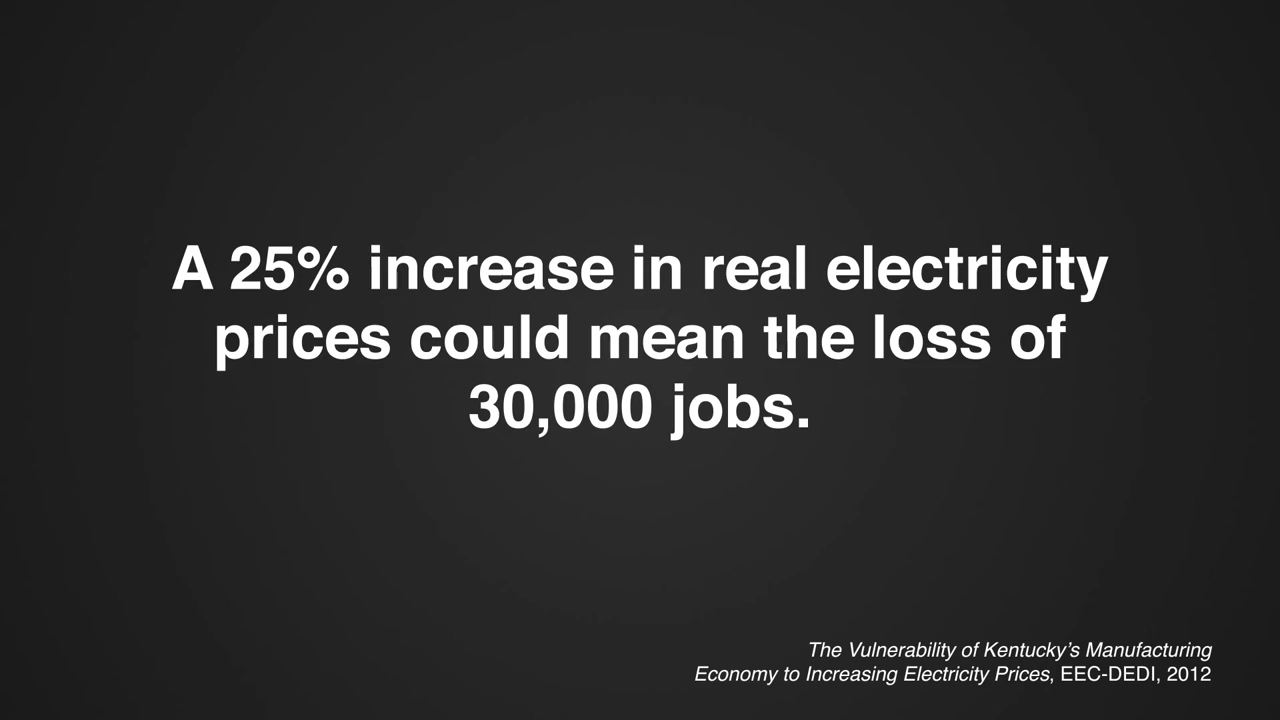 A 25% increase in real electricity
prices could mean the loss of
30,000 jobs.
The Vulnerability of Kentucky’s Manufacturing
Economy to Increasing Electricity Prices, EEC-DEDI, 2012